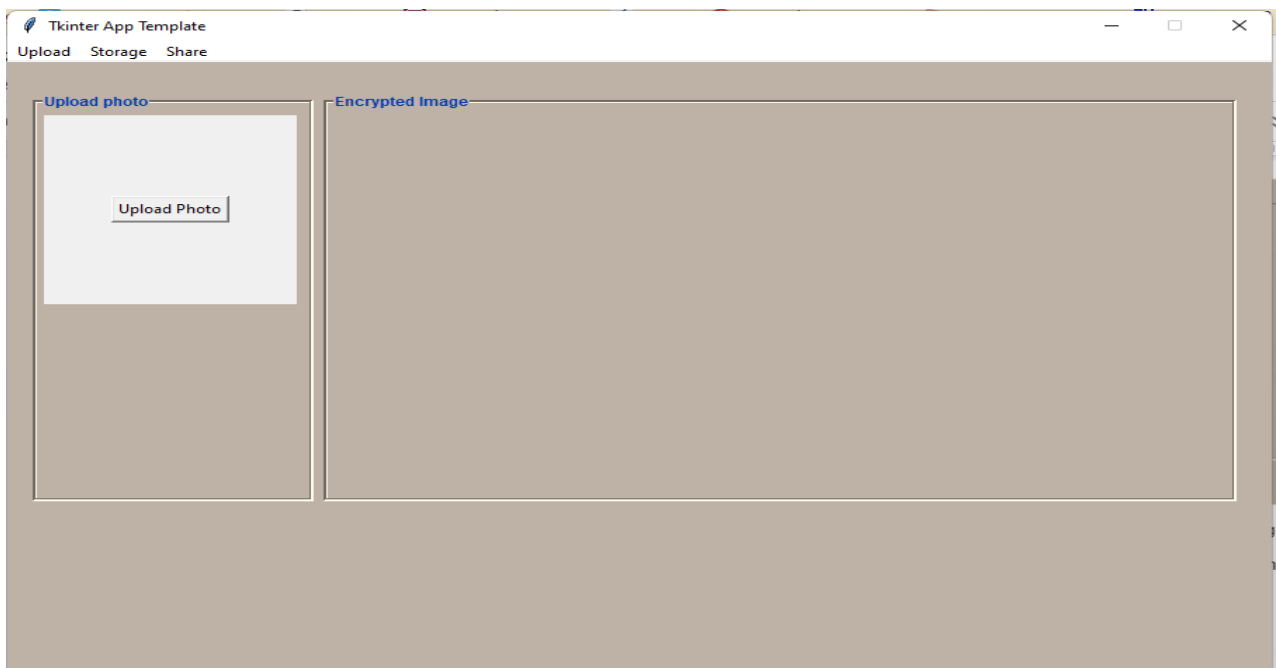 Tkinter App Template
Upload Storage Share
Upload photo
Encrypted Image
Upload Photo